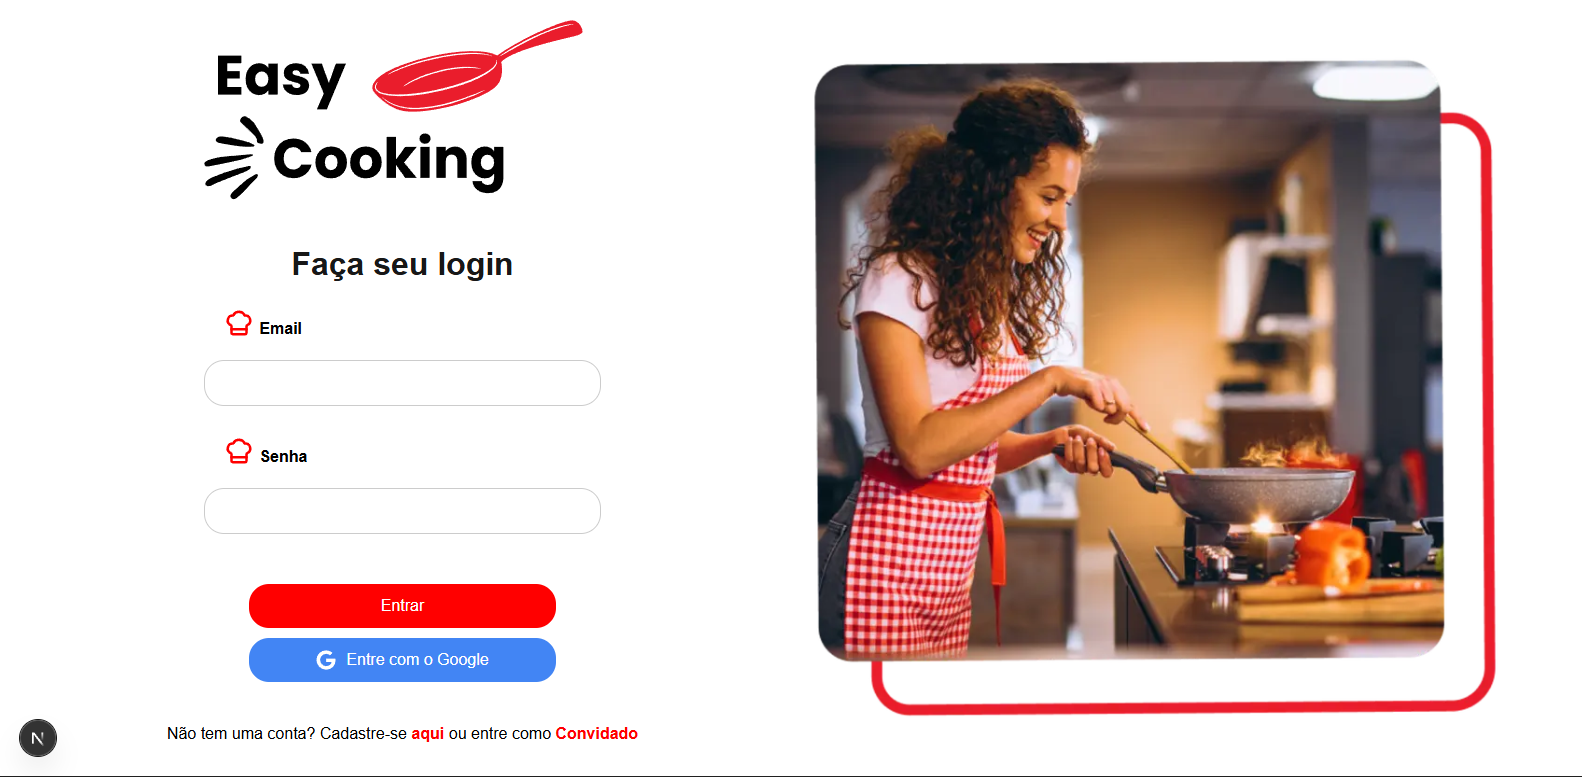 Easy
Cooking
Faça seu login
Email
Senha
Entrar
G Entre com o Google
Não tem uma conta? Cadastre-se aqui ou entre como Convidado
N